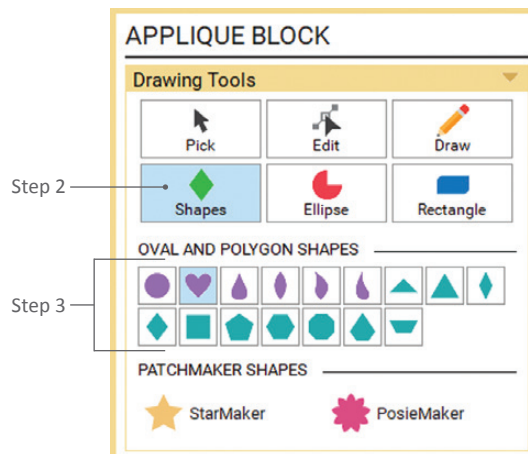 APPLIQUE BLOCK
Drawing Tools
Pick
Edit
Draw
Step 2
Shapes
Ellipse
Rectangle
OVAL AND POLYGON SHAPES
Step 3
PATCHMAKER SHAPES
StarMaker
PosieMaker